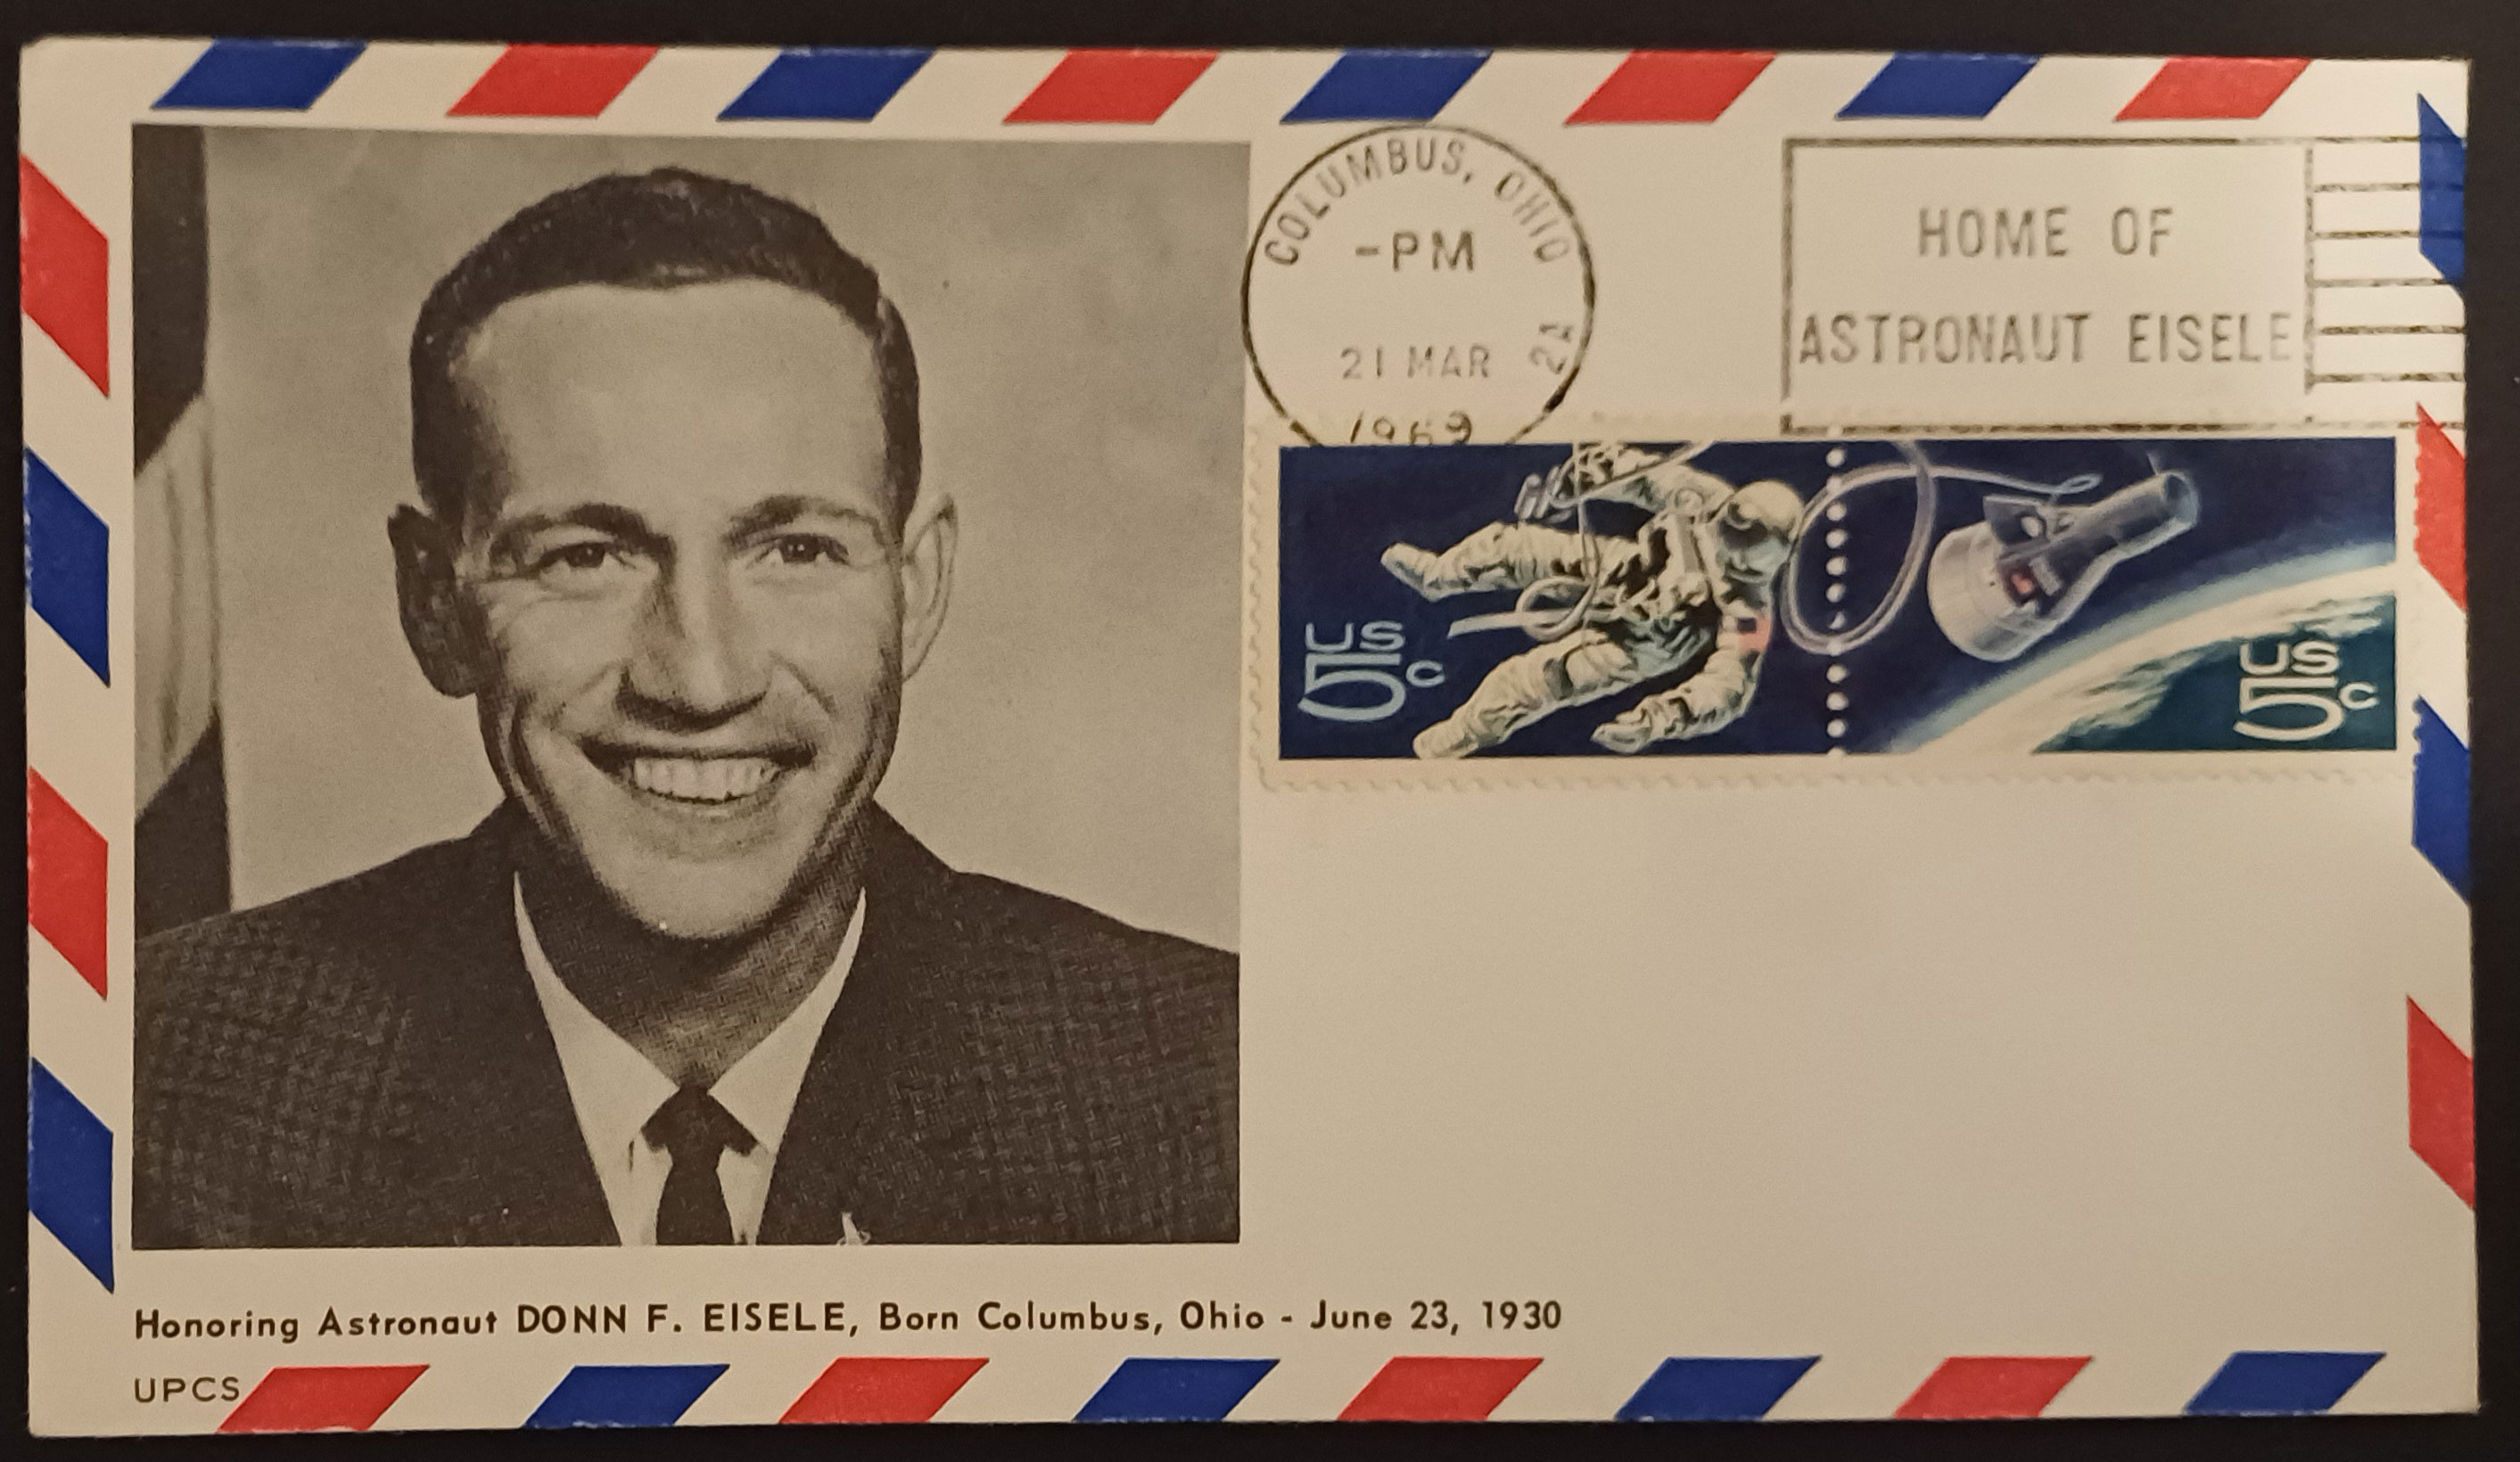 COLUMBUS, OHIO
-PM
21 MAR
2A
1969
HOME OF
ASTRONAUT EISELE
US
5c
US
5c
Honoring Astronaut DONN F. EISELE, Born Columbus, Ohio - June 23, 1930
UPCS